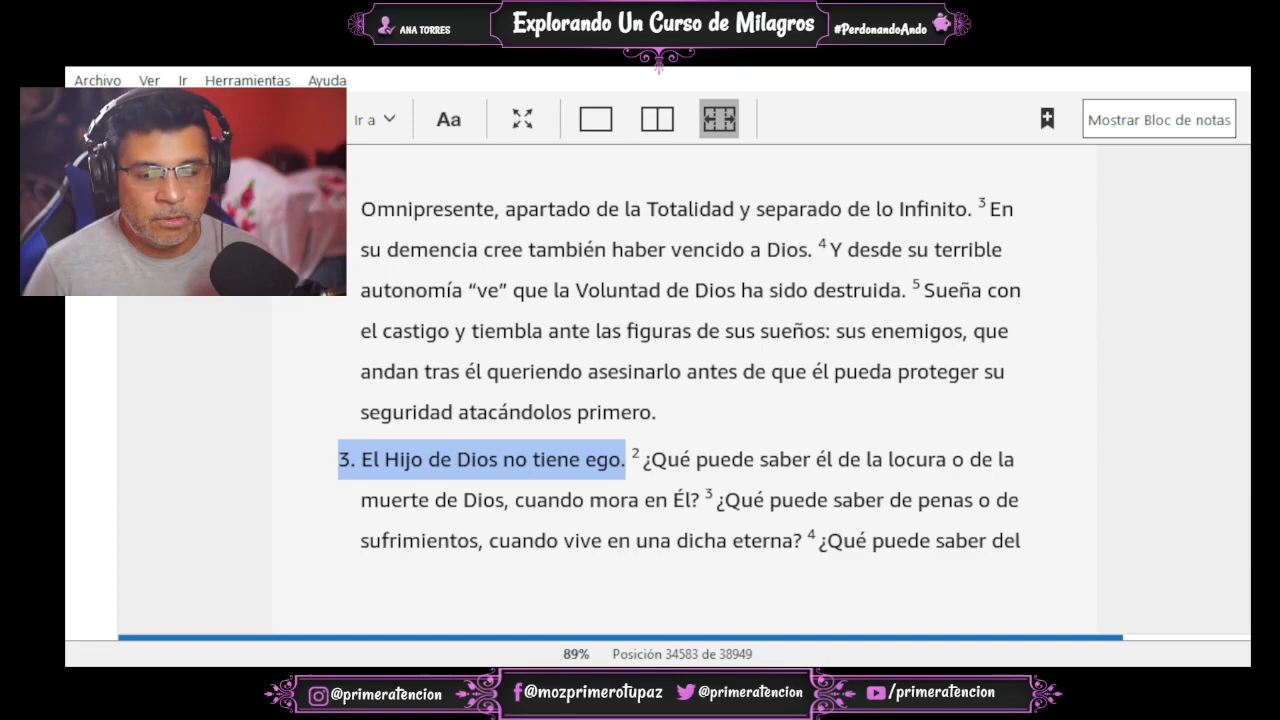 ANA TORRES
Explorando Un Curso de Milagros
#PerdonandoAndo
Archivo Ver Ir Herramientas Ayuda
Ir a Aa Mostrar Bloc de notas
Omnipresente, apartado de la Totalidad y separado de lo Infinito. ³ En
su demencia cree también haber vencido a Dios. ⁴ Y desde su terrible
autonomía “ve” que la Voluntad de Dios ha sido destruida. ⁵ Sueña con
el castigo y tiembla ante las figuras de sus sueños: sus enemigos, que
andan tras él queriendo asesinarlo antes de que él pueda proteger su
seguridad atacándolos primero.
3. El Hijo de Dios no tiene ego. ² ¿Qué puede saber él de la locura o de la
muerte de Dios, cuando mora en Él? ³ ¿Qué puede saber de penas o de
sufrimientos, cuando vive en una dicha eterna? ⁴ ¿Qué puede saber del
89% Posición 34583 de 38949
@primeratencion @mozprimerotupaz @primeratencion /primeratencion